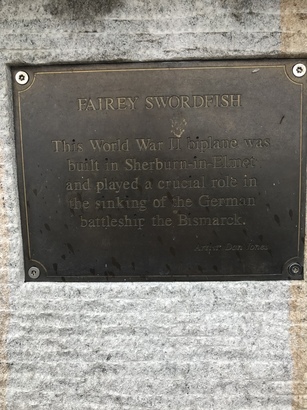 FAIREY SWORDFISH
This World War II biplane was
built in Sherburn-in-Elmet
and played a crucial role in
the sinking of the German
battleship the Bismarck.